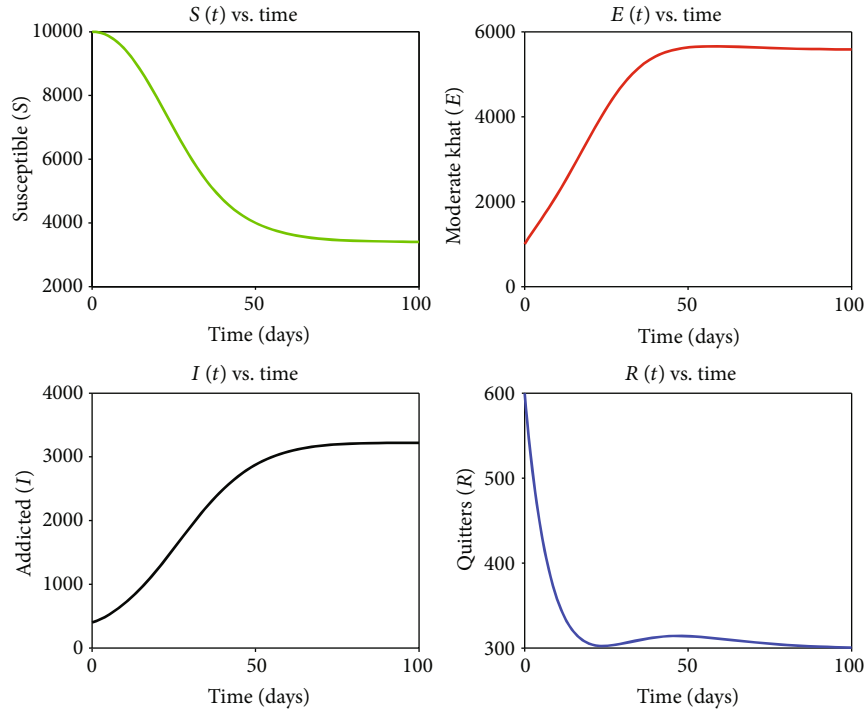 S (t) vs. time
10000
8000
6000
4000
2000
Susceptible (S)
0
50
100
Time (days)
E (t) vs. time
6000
4000
2000
0
Moderate khat (E)
0
50
100
Time (days)
I (t) vs. time
4000
3000
2000
1000
0
Addicted (I)
0
50
100
Time (days)
R (t) vs. time
600
500
400
300
Quitters (R)
0
50
100
Time (days)